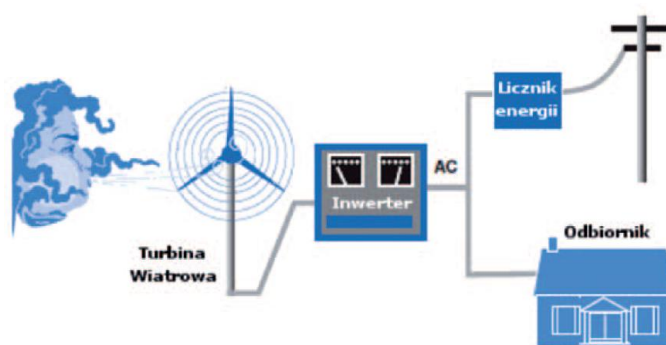 Licznik
energii
AC
Inwerter
Odbiornik
Turbina
Wiatrowa